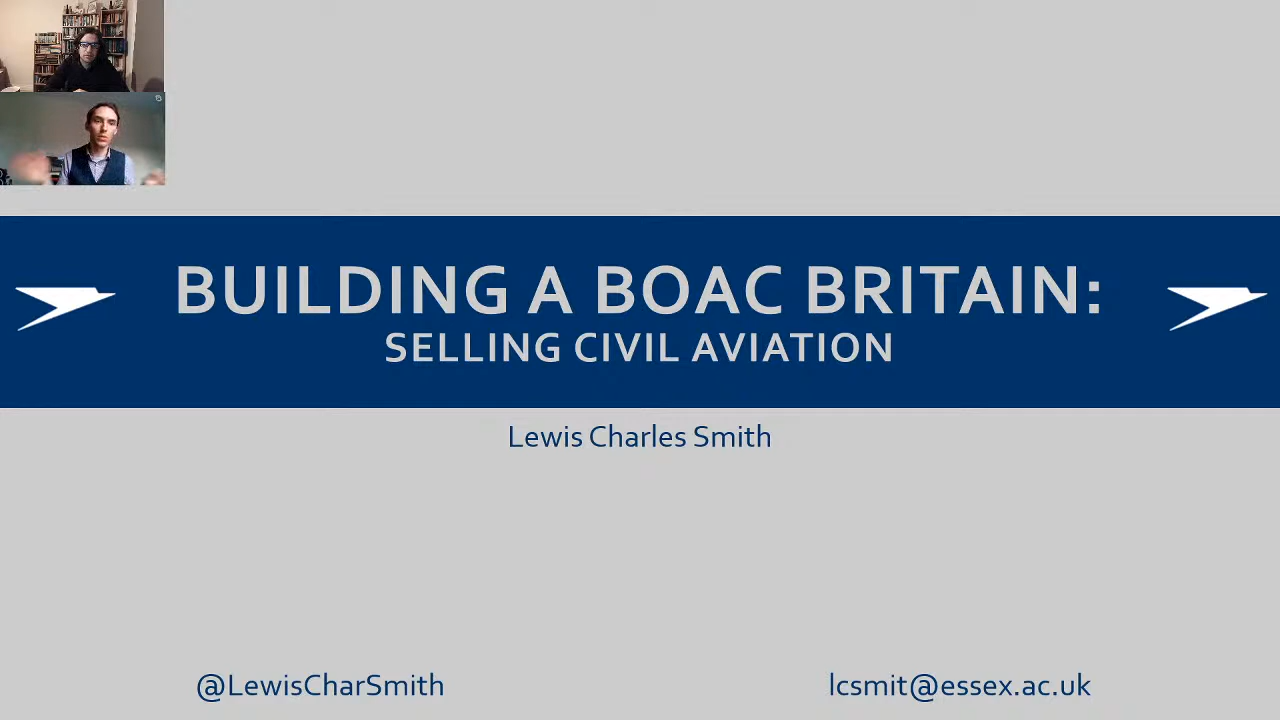 BUILDING A BOAC BRITAIN:
SELLING CIVIL AVIATION
Lewis Charles Smith
@LewisCharSmith
lcsmit@essex.ac.uk